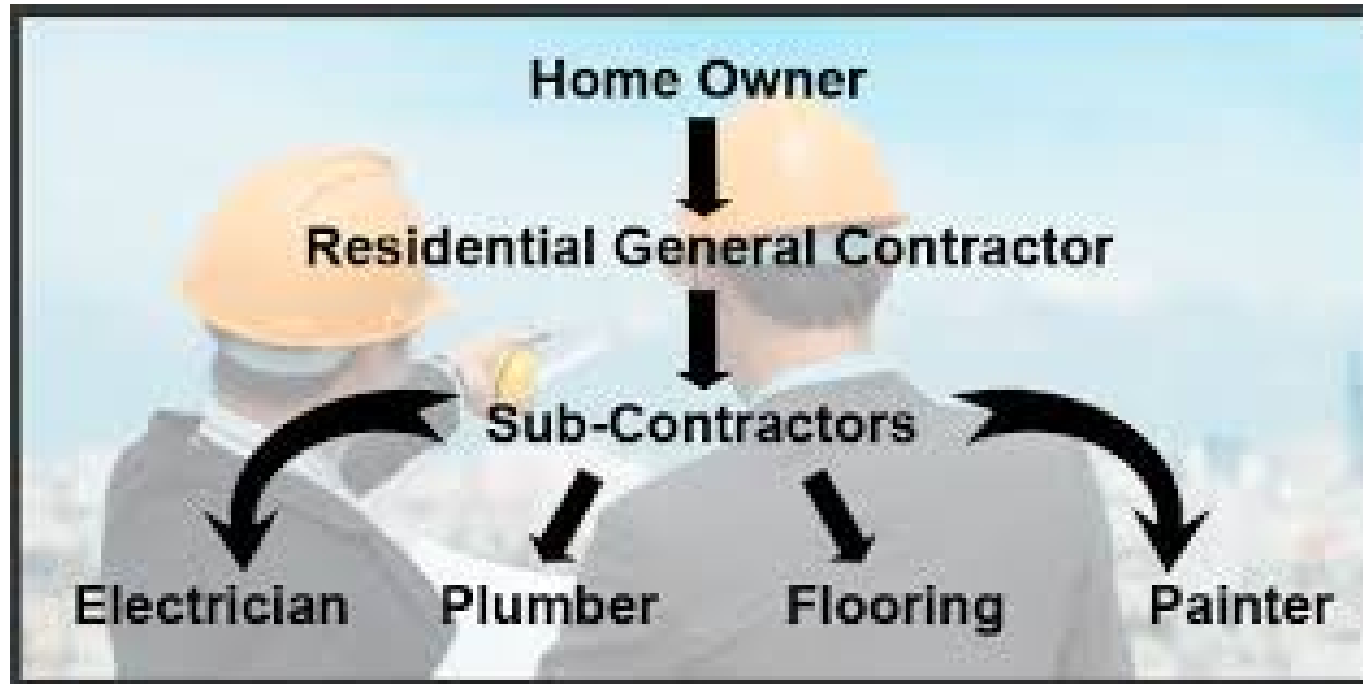 Home Owner
Residential General Contractor
Sub-Contractors
Electrician Plumber Flooring Painter